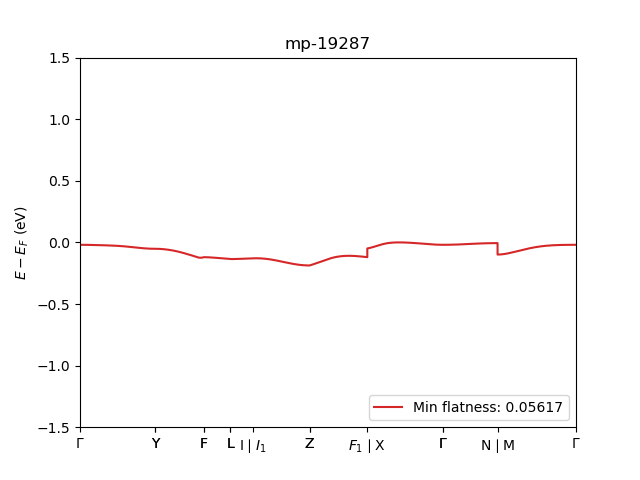 mp-19287
E − E_F (eV)
1.5
1.0
0.5
0.0
−0.5
−1.0
−1.5
Min flatness: 0.05617
Γ Y F L I | I₁ Z F₁ | X Γ N | M Γ